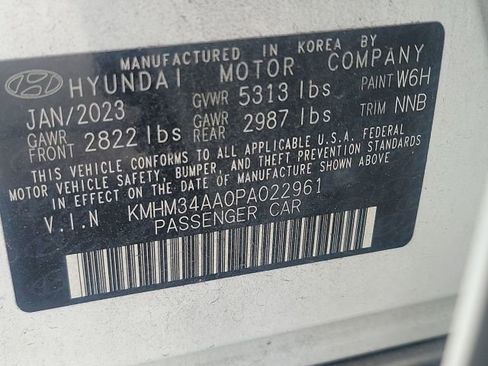 MANUFACTURED IN KOREA BY
HYUNDAI MOTOR COMPANY
JAN/2023 GVWR 5313 lbs PAINT W6H
GAWR FRONT 2822 lbs GAWR REAR 2987 lbs TRIM NNB
THIS VEHICLE CONFORMS TO ALL APPLICABLE U.S.A. FEDERAL
MOTOR VEHICLE SAFETY, BUMPER, AND THEFT PREVENTION STANDARDS
IN EFFECT ON THE DATE OF MANUFACTURE SHOWN ABOVE
V.I.N KMHM34AA0PA022961
PASSENGER CAR